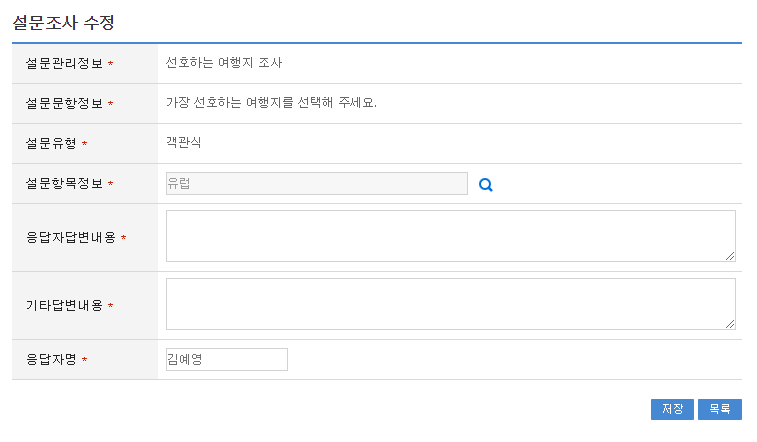 설문조사 수정
설문관리정보 * 선호하는 여행지 조사
설문문항정보 * 가장 선호하는 여행지를 선택해 주세요.
설문유형 * 객관식
설문항목정보 * 유럽
응답자답변내용 *
기타답변내용 *
응답자명 * 김예영
저장 목록